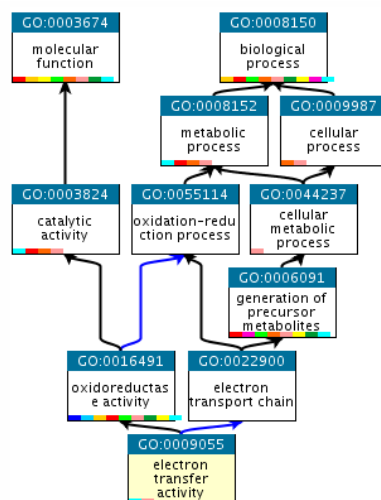 GO:0003674
molecular
function
GO:0008150
biological
process
GO:0008152
metabolic
process
GO:0009987
cellular
process
GO:0003824
catalytic
activity
GO:0055114
oxidation-redu
ction process
GO:0044237
cellular
metabolic
process
GO:0006091
generation of
precursor
metabolites
GO:0016491
oxidoreductas
e activity
GO:0022900
electron
transport chain
GO:0009055
electron
transfer
activity